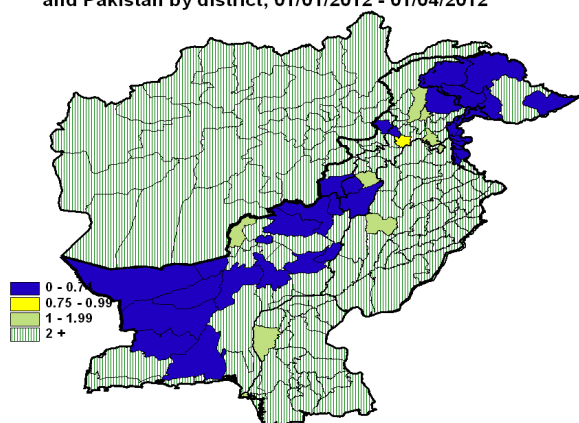 and Pakistan by district, 01/01/2012 - 01/04/2012
0 - 0.7
0.75 - 0.99
1 - 1.99
2 +